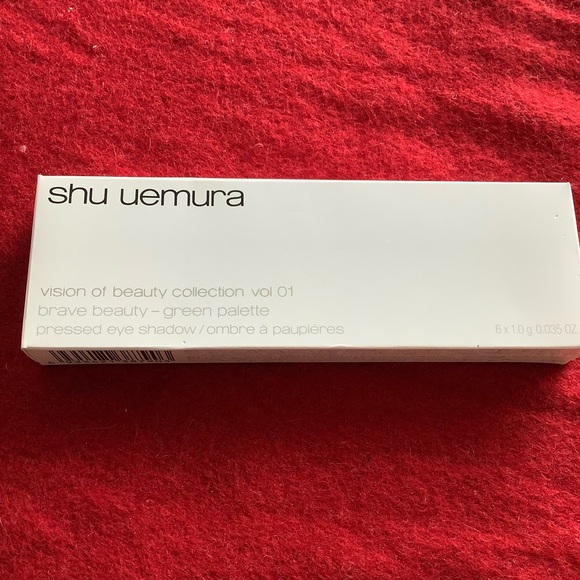 shu uemura
vision of beauty collection vol 01
brave beauty – green palette
pressed eye shadow / ombre à paupières
6 x 1.0 g 0.035 OZ.